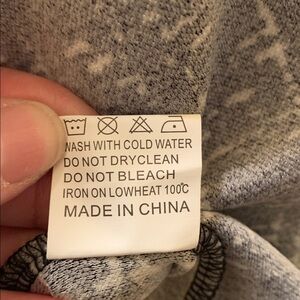 WASH WITH COLD WATER
DO NOT DRYCLEAN
DO NOT BLEACH
IRON ON LOWHEAT 100℃
MADE IN CHINA